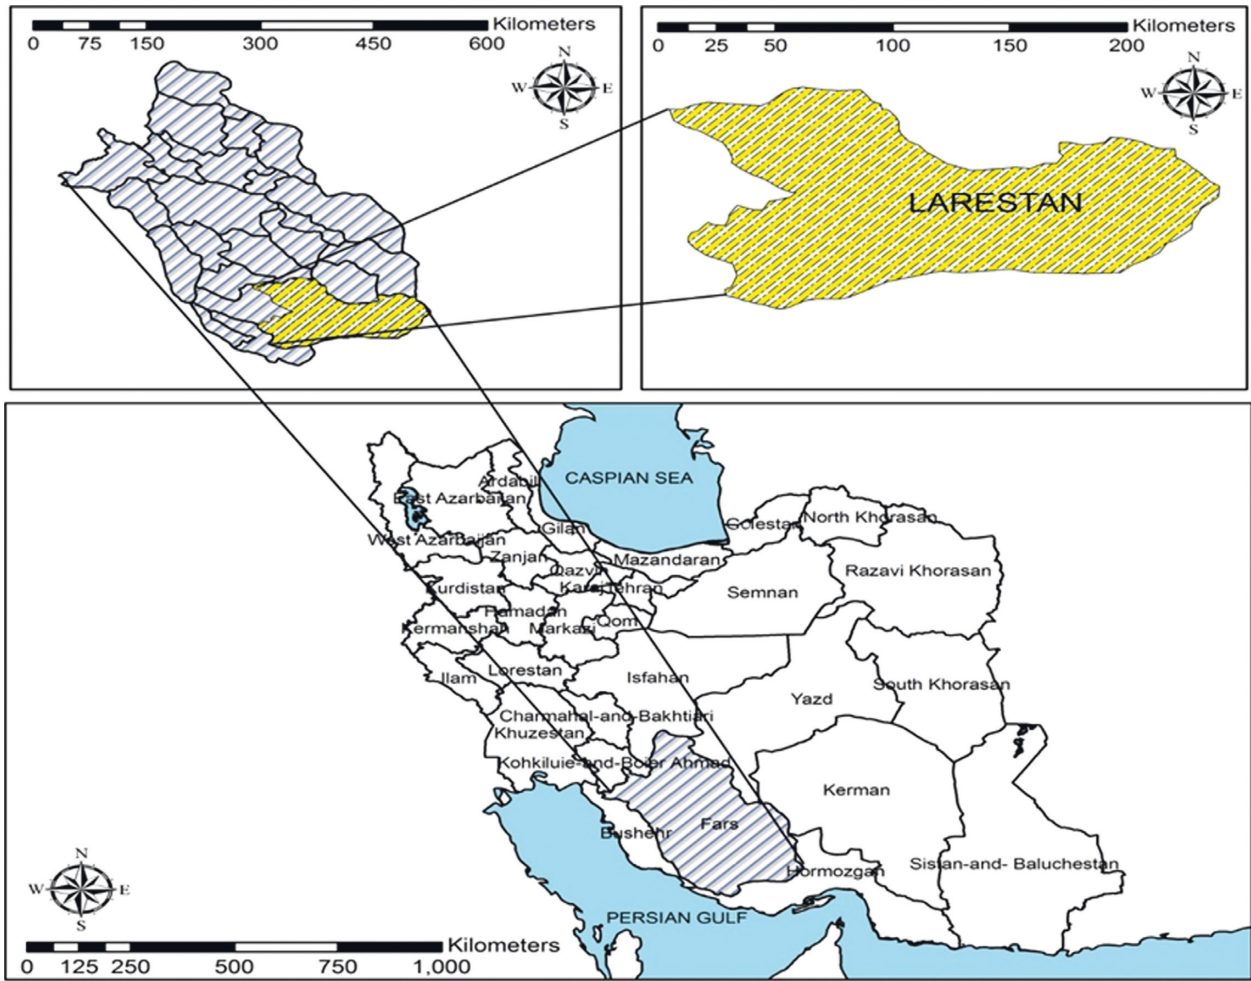 Kilometers
0 75 150 300 450 600
N
W E
S
Kilometers
0 25 50 100 150 200
N
W E
S
LARESTAN
CASPIAN SEA
Ardabil
East Azarbaijan
Golestan
North Khorasan
Gilan
West Azarbaijan
Zanjan
Mazandaran
Qazvin
Razavi Khorasan
Kurdistan
Karaj
Tehran
Semnan
Hamadan
Kermanshah
Markazi
Qom
Lorestan
Ilam
Isfahan
South Khorasan
Yazd
Charmahal-and-Bakhtiari
Khuzestan
Kohkiluie-and-Boier Ahmad
Kerman
Fars
Bushehr
Sistan-and- Baluchestan
Hormozgan
N
W E
S
PERSIAN GULF
Kilometers
0 125 250 500 750 1,000